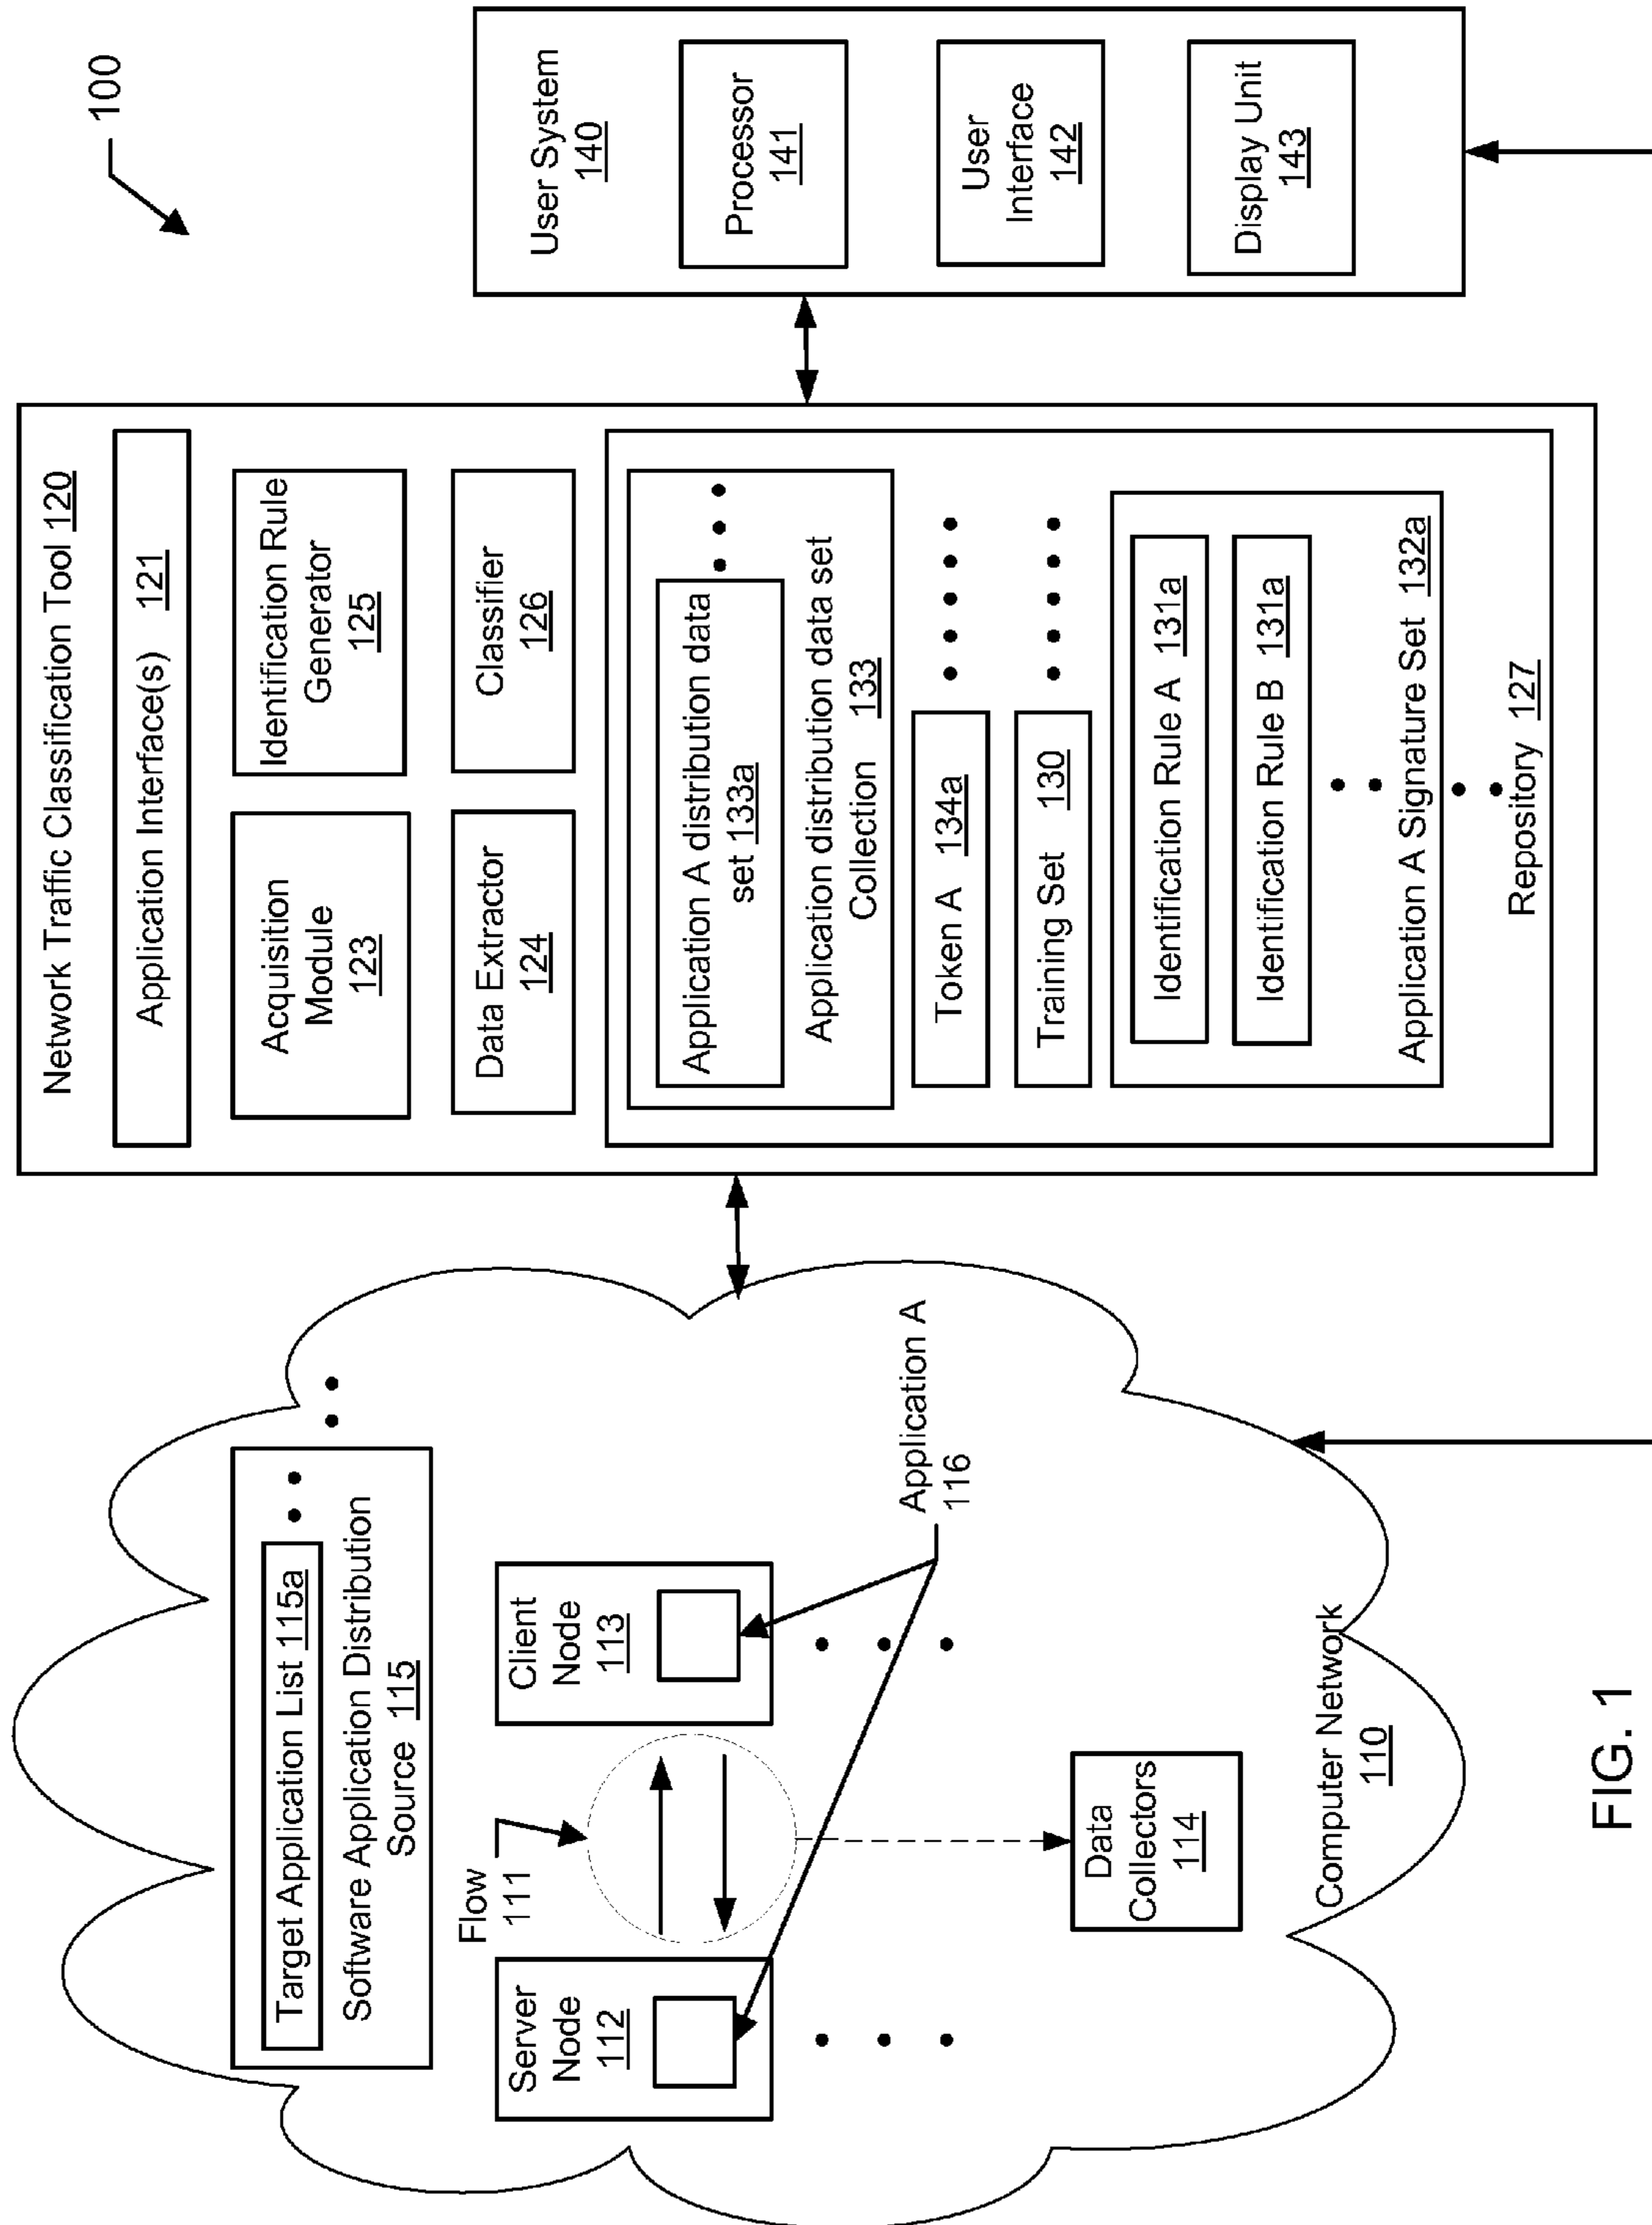 100
Target Application List 115a
Software Application Distribution
Source 115
Flow
111
Server
Node
112
Client
Node
113
Application A
116
Data
Collectors
114
Computer Network
110
Network Traffic Classification Tool 120
Application Interface(s) 121
Acquisition
Module
123
Identification Rule
Generator
125
Data Extractor
124
Classifier
126
Application A distribution data
set 133a
Application distribution data set
Collection 133
Token A 134a
Training Set 130
Identification Rule A 131a
Identification Rule B 131a
Application A Signature Set 132a
Repository 127
User System
140
Processor
141
User
Interface
142
Display Unit
143
FIG. 1